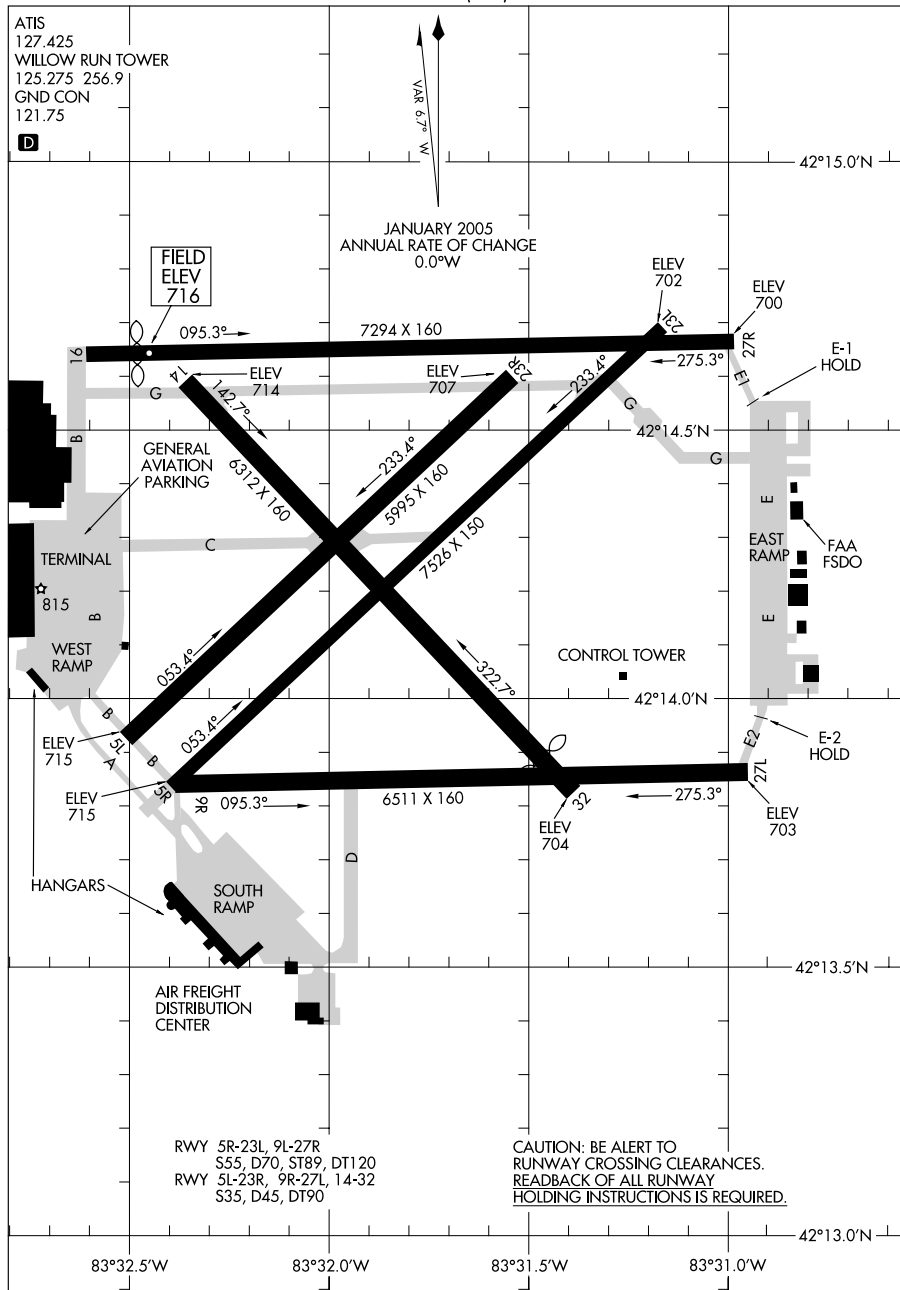 ATIS
127.425
WILLOW RUN TOWER
125.275 256.9
GND CON
121.75
D
VAR 6.7° W
42°15.0'N
JANUARY 2005
ANNUAL RATE OF CHANGE
0.0°W
FIELD
ELEV
716
ELEV
702
ELEV
700
23L
095.3°
7294 X 160
27R
9L
275.3°
E-1
HOLD
E1
14
ELEV
714
ELEV
707
23R
233.4°
G
142.7°
G
42°14.5'N
B
GENERAL
AVIATION
PARKING
6312 X 160
233.4°
5995 X 160
G
7526 X 150
E
C
EAST
RAMP
FAA
FSDO
TERMINAL
815
B
E
WEST
RAMP
053.4°
322.7°
CONTROL TOWER
42°14.0'N
B
5L
053.4°
ELEV
715
A
B
E2
E-2
HOLD
5R
27L
ELEV
715
9R
095.3°
6511 X 160
32
275.3°
ELEV
704
ELEV
703
D
HANGARS
SOUTH
RAMP
42°13.5'N
AIR FREIGHT
DISTRIBUTION
CENTER
RWY 5R-23L, 9L-27R
S55, D70, ST89, DT120
RWY 5L-23R, 9R-27L, 14-32
S35, D45, DT90
CAUTION: BE ALERT TO
RUNWAY CROSSING CLEARANCES.
READBACK OF ALL RUNWAY
HOLDING INSTRUCTIONS IS REQUIRED.
42°13.0'N
83°32.5'W
83°32.0'W
83°31.5'W
83°31.0'W